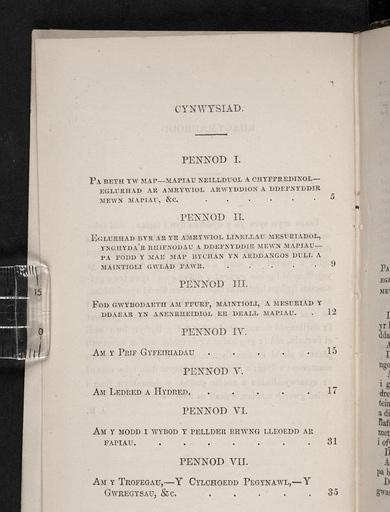 CYNWYSIAD.
PENNOD I.
PA BETH YW MAP—MAPIAU NEILLDUOL A CHYFFREDINOL—
EGLURHAD AR AMRYWIOL ARWYDDION A DDEFNYDDIR
MEWN MAPIAU, &c. . . . . . . 5
PENNOD II.
EGLURHAD BYR AR YR AMRYWIOL LINELLAU MESURIADOL,
YNGHYDA'R RHIFNODAU A DDEFNYDDIR MEWN MAPIAU—
PA FODD Y MAE MAP BYCHAN YN ARDDANGOS DULL A
MAINTIOLI GWLAD FAWR. . . . . . 9
PENNOD III.
FOD GWYBODAETH AM FFURF, MAINTIOLI, A MESURIAD Y
DDAEAR YN ANENRHEIDIOL ER DEALL MAPIAU. . 12
PENNOD IV.
AM Y PRIF GYFEIRIADAU . . . . . 15
PENNOD V.
AM LEDRED A HYDRED. . . . . . 17
PENNOD VI.
AM Y MODD I WYBOD Y PELLDER RHWNG LLEOEDD AR
FAPIAU. . . . . . . . 31
PENNOD VII.
AM Y TROFEGAU,—Y CYLCHOEDD PEGYNAWL,—Y
GWREGYSAU, &c. . . . . . . 35